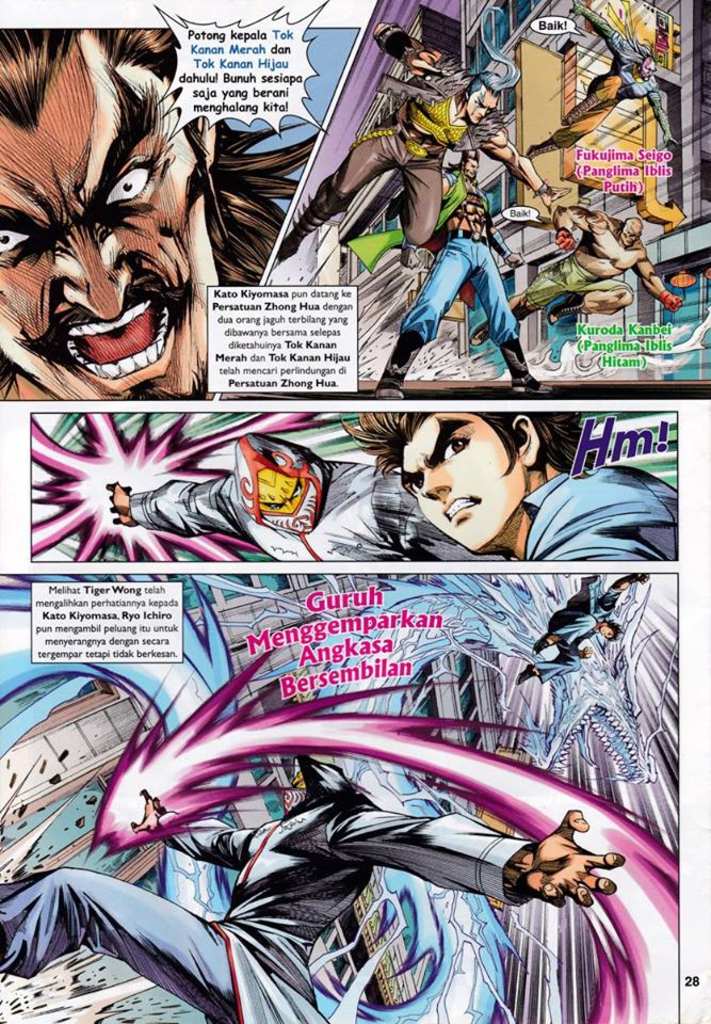 Potong kepala Tok
Kanan Merah dan
Tok Kanan Hijau
dahulu! Bunuh sesiapa
saja yang berani
menghalang kita!
Baik!
Fukujima Seigo
(Panglima Iblis
Putih)
Baik!
Kato Kiyomasa pun datang ke
Persatuan Zhong Hua dengan
dua orang jaguh terbilang yang
dibawanya bersama selepas
diketahuinya Tok Kanan
Merah dan Tok Kanan Hijau
telah mencari perlindungan di
Persatuan Zhong Hua.
Kuroda Kanbei
(Panglima Iblis
Hitam)
Hm!
Melihat Tiger Wong telah
mengalihkan perhatiannya kepada
Kato Kiyomasa, Ryo Ichiro
pun mengambil peluang itu untuk
menyerangnya dengan secara
tergempar tetapi tidak berkesan.
Guruh
Menggemparkan
Angkasa
Bersembilan
28